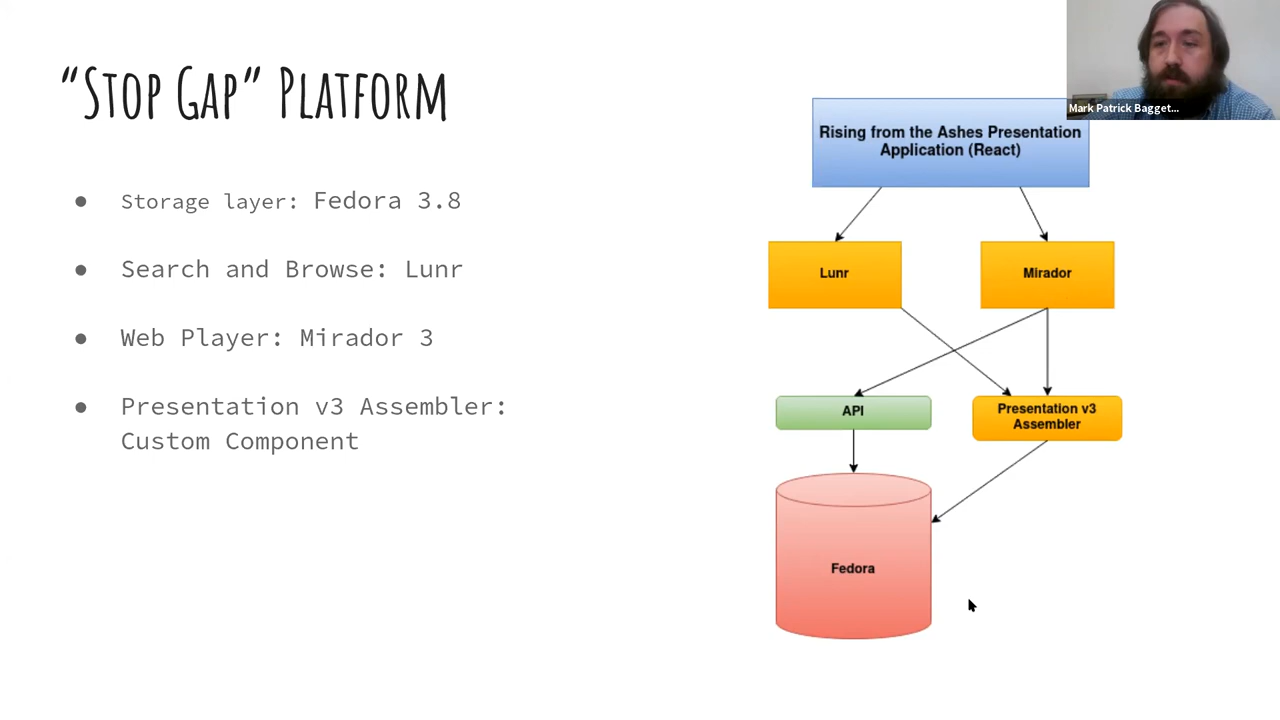 “Stop Gap” Platform
● Storage layer: Fedora 3.8
● Search and Browse: Lunr
● Web Player: Mirador 3
● Presentation v3 Assembler:
Custom Component
Mark Patrick Bagget...
Rising from the Ashes Presentation
Application (React)
Lunr
Mirador
API
Presentation v3
Assembler
Fedora